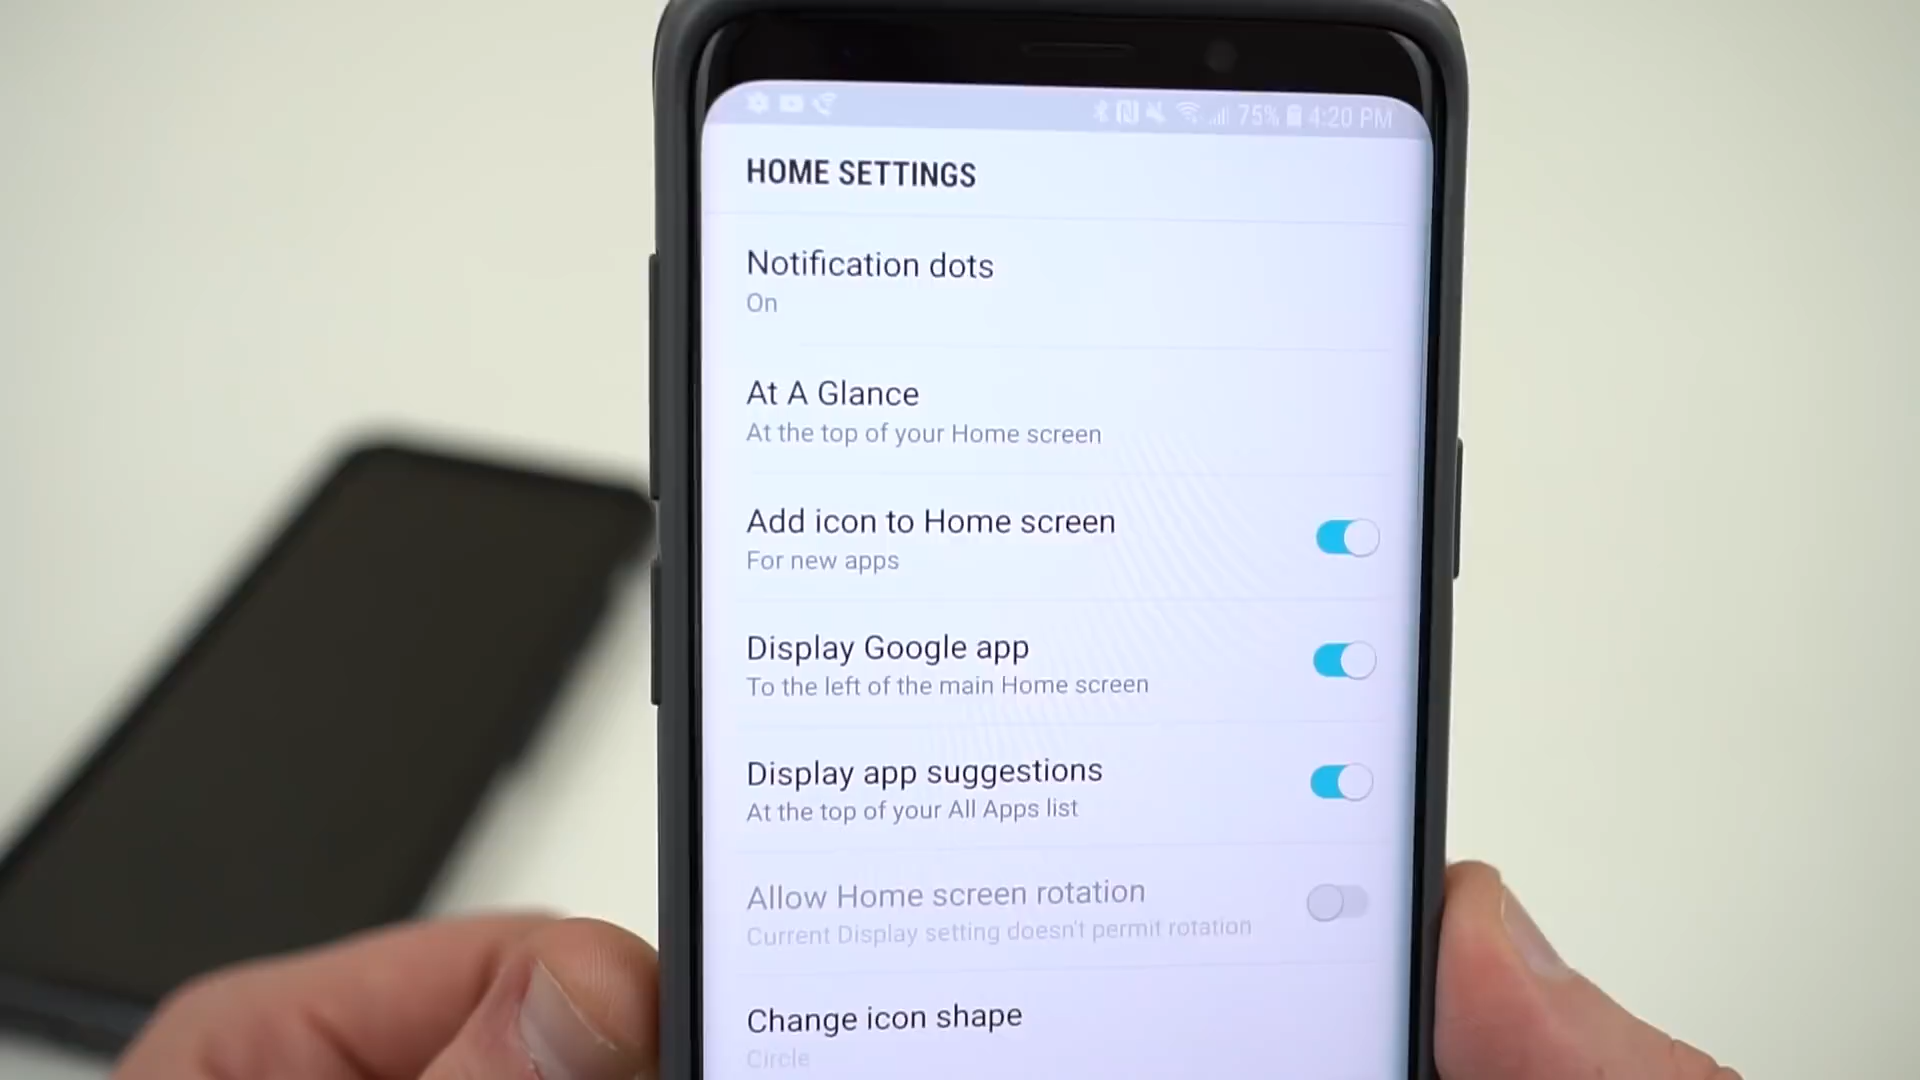 75% 4:20 PM
HOME SETTINGS
Notification dots
On
At A Glance
At the top of your Home screen
Add icon to Home screen
For new apps
Display Google app
To the left of the main Home screen
Display app suggestions
At the top of your All Apps list
Allow Home screen rotation
Current Display setting doesn't permit rotation
Change icon shape
Circle